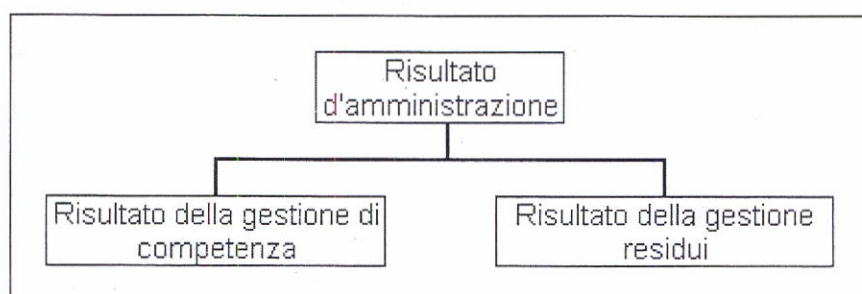 Risultato
d'amministrazione
Risultato della gestione di
competenza
Risultato della gestione
residui